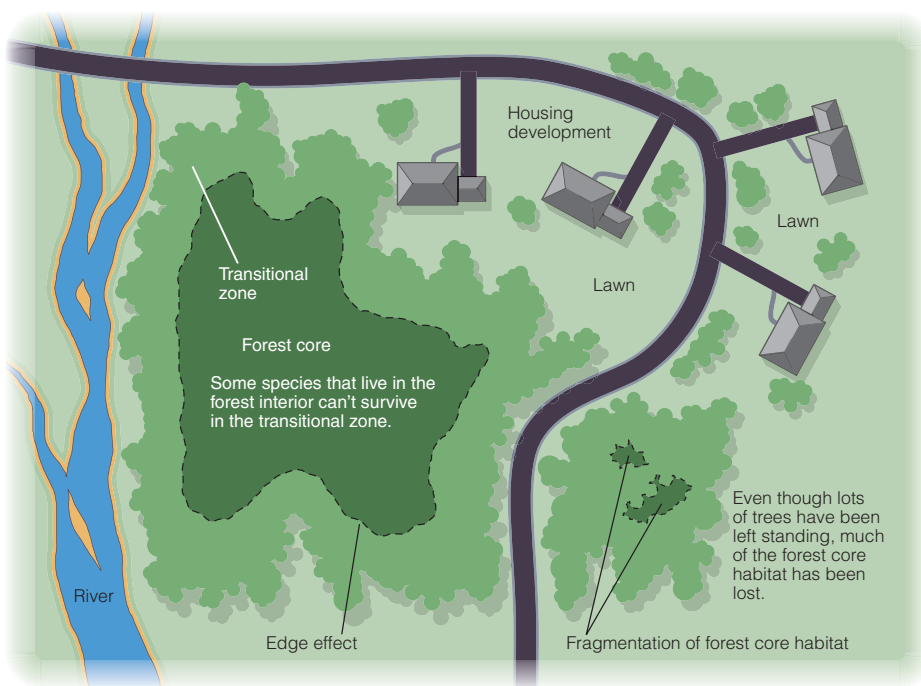 Housing
development
Lawn
Transitional
zone
Lawn
Forest core
Some species that live in the
forest interior can't survive
in the transitional zone.
Even though lots
of trees have been
left standing, much
of the forest core
habitat has been
lost.
River
Edge effect
Fragmentation of forest core habitat